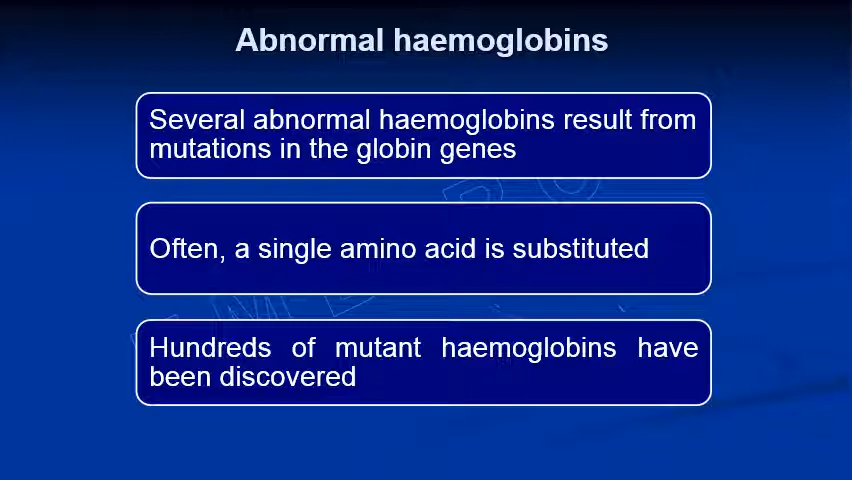 Abnormal haemoglobins
Several abnormal haemoglobins result from
mutations in the globin genes
Often, a single amino acid is substituted
Hundreds of mutant haemoglobins have
been discovered